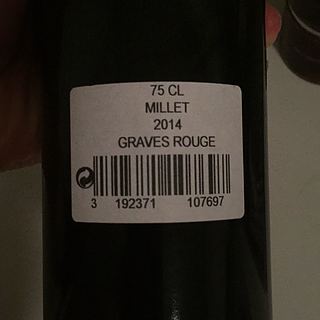 75 CL
MILLET
2014
GRAVES ROUGE
3 192371 107697